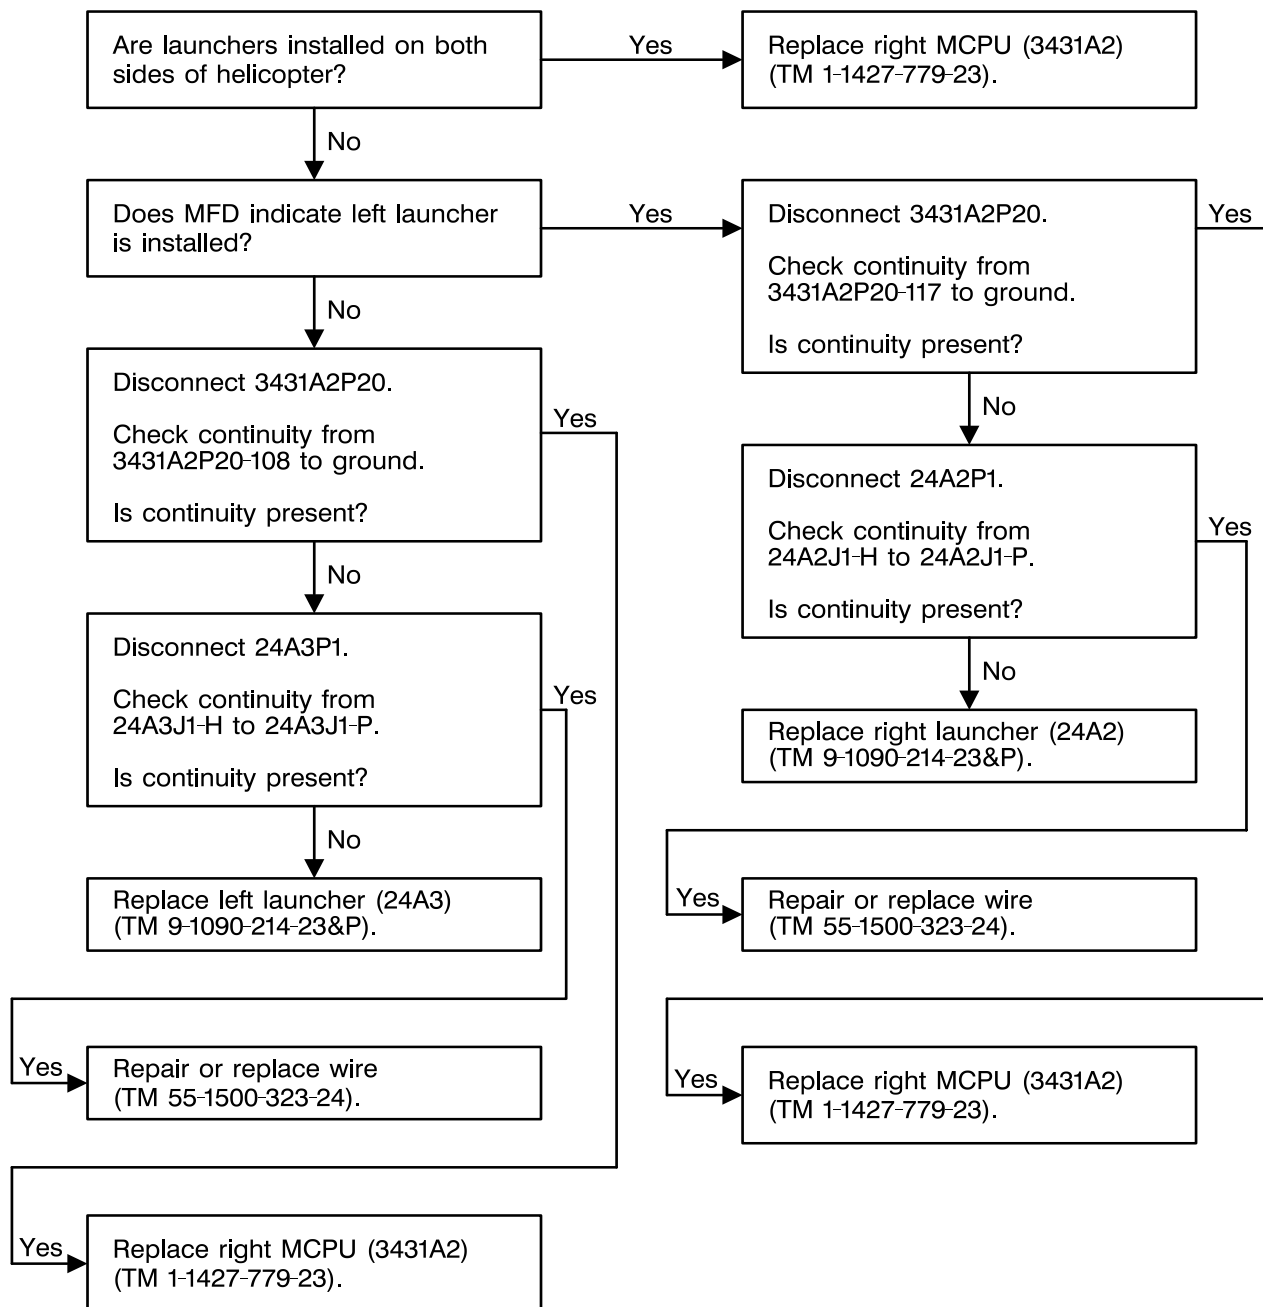 Are launchers installed on both
sides of helicopter?
Yes
Replace right MCPU (3431A2)
(TM 1-1427-779-23).
No
Does MFD indicate left launcher
is installed?
Yes
Disconnect 3431A2P20.
Check continuity from
3431A2P20-117 to ground.
Is continuity present?
Yes
No
Disconnect 3431A2P20.
Check continuity from
3431A2P20-108 to ground.
Is continuity present?
Yes
No
Disconnect 24A2P1.
Check continuity from
24A2J1-H to 24A2J1-P.
Is continuity present?
Yes
No
Disconnect 24A3P1.
Check continuity from
24A3J1-H to 24A3J1-P.
Is continuity present?
Yes
No
Replace right launcher (24A2)
(TM 9-1090-214-23&P).
No
Replace left launcher (24A3)
(TM 9-1090-214-23&P).
Yes
Repair or replace wire
(TM 55-1500-323-24).
Yes
Repair or replace wire
(TM 55-1500-323-24).
Yes
Replace right MCPU (3431A2)
(TM 1-1427-779-23).
Yes
Replace right MCPU (3431A2)
(TM 1-1427-779-23).